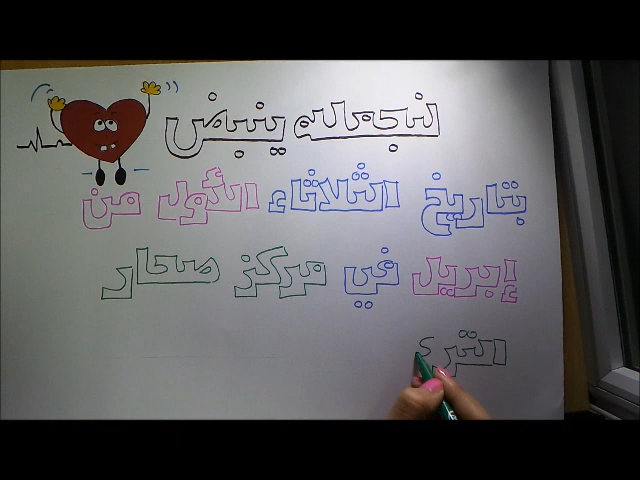 لنجعله ينبض
بتاريخ الثلاثاء الأول من
إبريل في مركز صحار